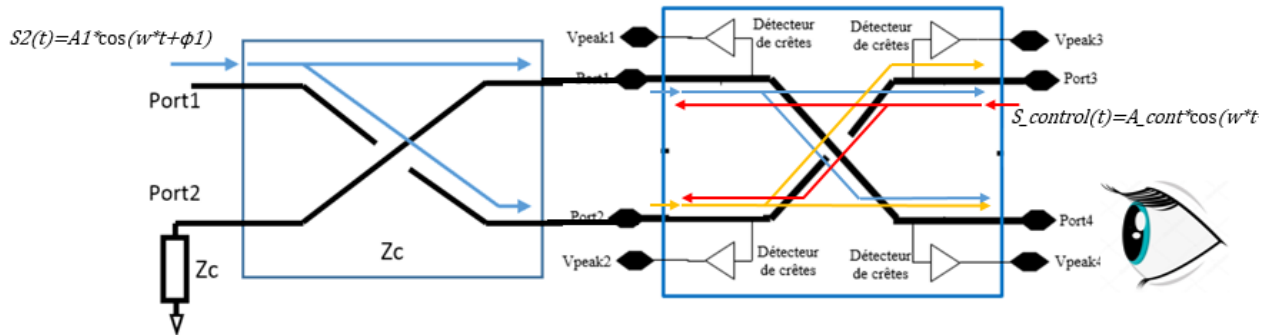 S2(t)=A1*cos(w*t+ϕ1)
Port1
Port2
Zc
Zc
Vpeak1
Détecteur
de crêtes
Détecteur
de crêtes
Vpeak3
Port1
Port3
S_control(t)=A_cont*cos(w*t
Port2
Port4
Vpeak2
Détecteur
de crêtes
Détecteur
de crêtes
Vpeak4